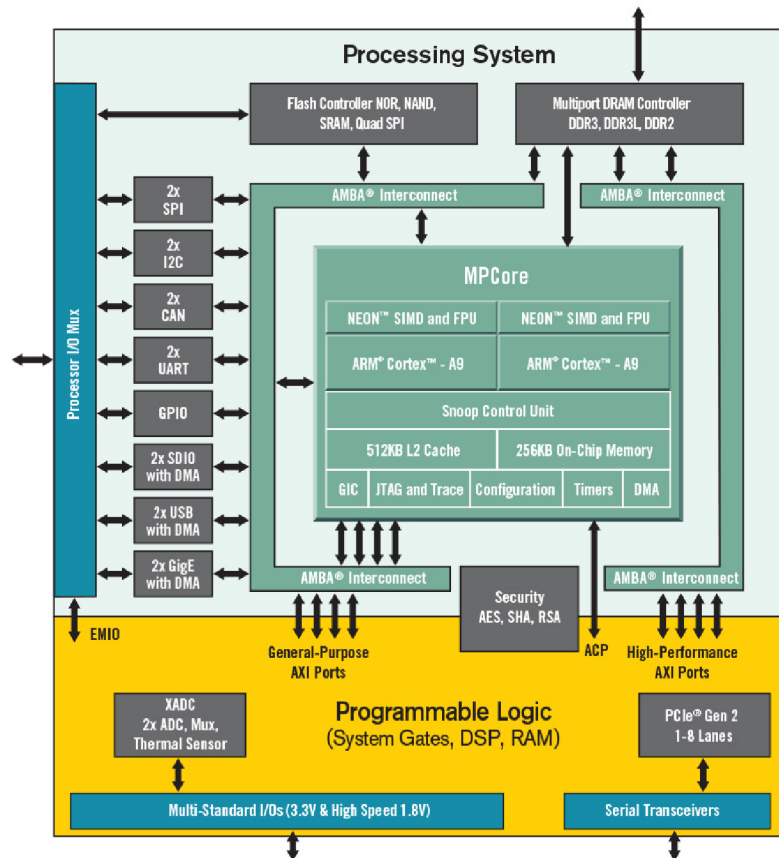 Processing System
Flash Controller NOR, NAND,
SRAM, Quad SPI
Multiport DRAM Controller
DDR3, DDR3L, DDR2
AMBA® Interconnect
AMBA® Interconnect
Processor I/O Mux
2x
SPI
2x
I2C
2x
CAN
2x
UART
GPIO
2x SDIO
with DMA
2x USB
with DMA
2x GigE
with DMA
MPCore
NEON™ SIMD and FPU
NEON™ SIMD and FPU
ARM® Cortex™ - A9
ARM® Cortex™ - A9
Snoop Control Unit
512KB L2 Cache
256KB On-Chip Memory
GIC
JTAG and Trace
Configuration
Timers
DMA
AMBA® Interconnect
AMBA® Interconnect
Security
AES, SHA, RSA
EMIO
General-Purpose
AXI Ports
ACP
High-Performance
AXI Ports
XADC
2x ADC, Mux,
Thermal Sensor
Programmable Logic
(System Gates, DSP, RAM)
PCIe® Gen 2
1-8 Lanes
Multi-Standard I/Os (3.3V & High Speed 1.8V)
Serial Transceivers